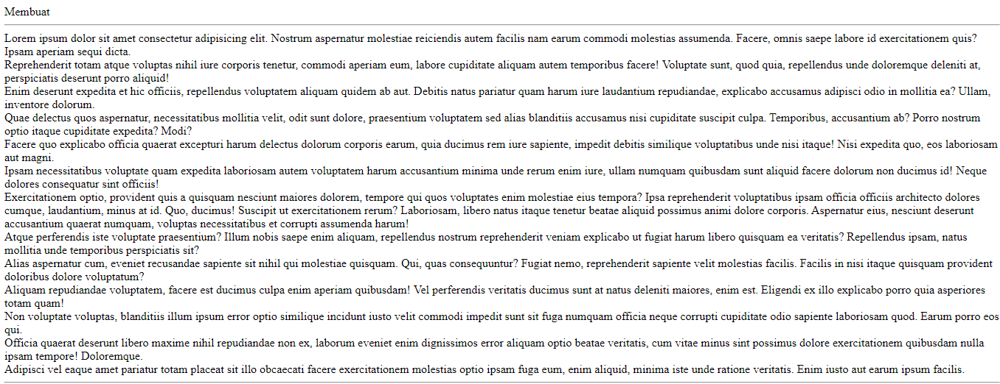 Membuat
Lorem ipsum dolor sit amet consectetur adipisicing elit. Nostrum aspernatur molestiae reiciendis autem facilis nam earum commodi molestias assumenda. Facere, omnis saepe labore id exercitationem quis?
Ipsam aperiam sequi dicta.
Reprehenderit totam atque voluptas nihil iure corporis tenetur, commodi aperiam eum, labore cupiditate aliquam autem temporibus facere! Voluptate sunt, quod quia, repellendus unde doloremque deleniti at,
perspiciatis deserunt porro aliquid!
Enim deserunt expedita et hic officiis, repellendus voluptatem aliquam quidem ab aut. Debitis natus pariatur quam harum iure laudantium repudiandae, explicabo accusamus adipisci odio in mollitia ea? Ullam,
inventore dolorum.
Quae delectus quos aspernatur, necessitatibus mollitia velit, odit sunt dolore, praesentium voluptatem sed alias blanditiis accusamus nisi cupiditate suscipit culpa. Temporibus, accusantium ab? Porro nostrum
optio itaque cupiditate expedita? Modi?
Facere quo explicabo officia quaerat excepturi harum delectus dolorum corporis earum, quia ducimus rem iure sapiente, impedit debitis similique voluptatibus unde nisi itaque! Nisi expedita quo, eos laboriosam
aut magni.
Ipsam necessitatibus voluptate quam expedita laboriosam autem voluptatem harum accusantium minima unde rerum enim iure, ullam numquam quibusdam sunt aliquid facere dolorum non ducimus id! Neque
dolores consequatur sint officiis!
Exercitationem optio, provident quis a quisquam nesciunt maiores dolorem, tempore qui quos voluptates enim molestiae eius tempora? Ipsa reprehenderit voluptatibus ipsam officia officiis architecto dolores
cumque, laudantium, minus at id. Quo, ducimus! Suscipit ut exercitationem rerum? Laboriosam, libero natus itaque tenetur beatae aliquid possimus animi dolore corporis. Aspernatur eius, nesciunt deserunt
accusantium quaerat numquam, voluptas necessitatibus et corrupti assumenda harum!
Atque perferendis iste voluptate praesentium? Illum nobis saepe enim aliquam, repellendus nostrum reprehenderit veniam explicabo ut fugiat harum libero quisquam ea veritatis? Repellendus ipsam, natus
mollitia unde temporibus perspiciatis sit?
Alias aspernatur cum, eveniet recusandae sapiente sit nihil qui molestiae quisquam. Qui, quas consequuntur? Fugiat nemo, reprehenderit sapiente velit molestias facilis. Facilis in nisi itaque quisquam provident
doloribus dolore voluptatum?
Aliquam repudiandae voluptatem, facere est ducimus culpa enim aperiam quibusdam! Vel perferendis veritatis ducimus sunt at natus deleniti maiores, enim est. Eligendi ex illo explicabo porro quia asperiores
totam quam!
Non voluptate voluptas, blanditiis illum ipsum error optio similique incidunt iusto velit commodi impedit sunt sit fuga numquam officia neque corrupti cupiditate odio sapiente laboriosam quod. Earum porro eos
qui.
Officia quaerat deserunt libero maxime nihil repudiandae non ex, laborum eveniet enim dignissimos error aliquam optio beatae veritatis, cum vitae minus sint possimus dolore exercitationem quibusdam nulla
ipsam tempore! Doloremque.
Adipisci vel eaque amet pariatur totam placeat sit illo obcaecati facere exercitationem molestias optio ipsam fuga eum, enim aliquid, minima iste unde ratione veritatis. Enim iusto aut earum ipsum facilis.